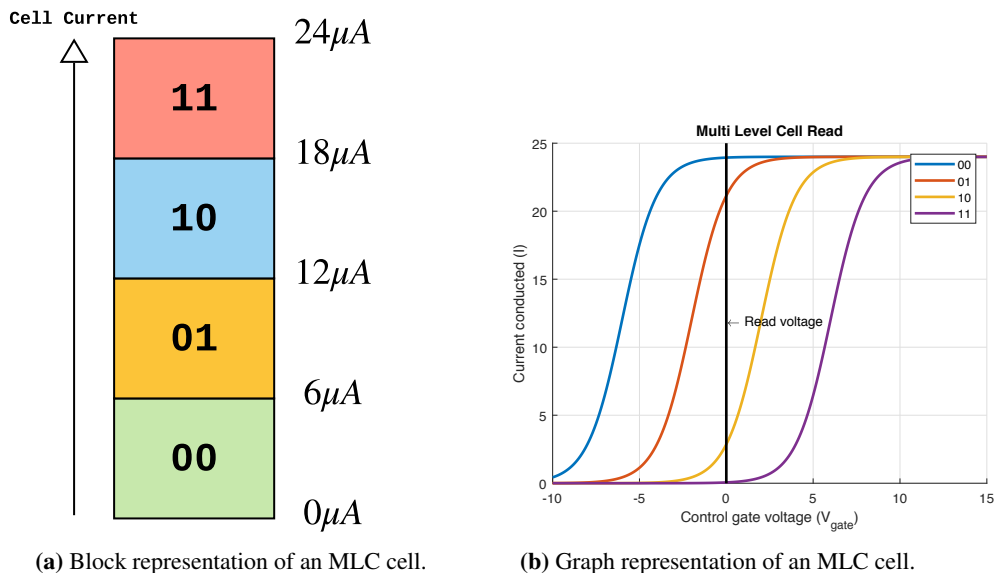 Cell Current
24μA
11
18μA
10
12μA
01
6μA
00
0μA
(a) Block representation of an MLC cell.
Multi Level Cell Read
25
20
15
10
5
0
Current conducted (I)
00
01
10
11
← Read voltage
-10 -5 0 5 10 15
Control gate voltage (Vgate)
(b) Graph representation of an MLC cell.